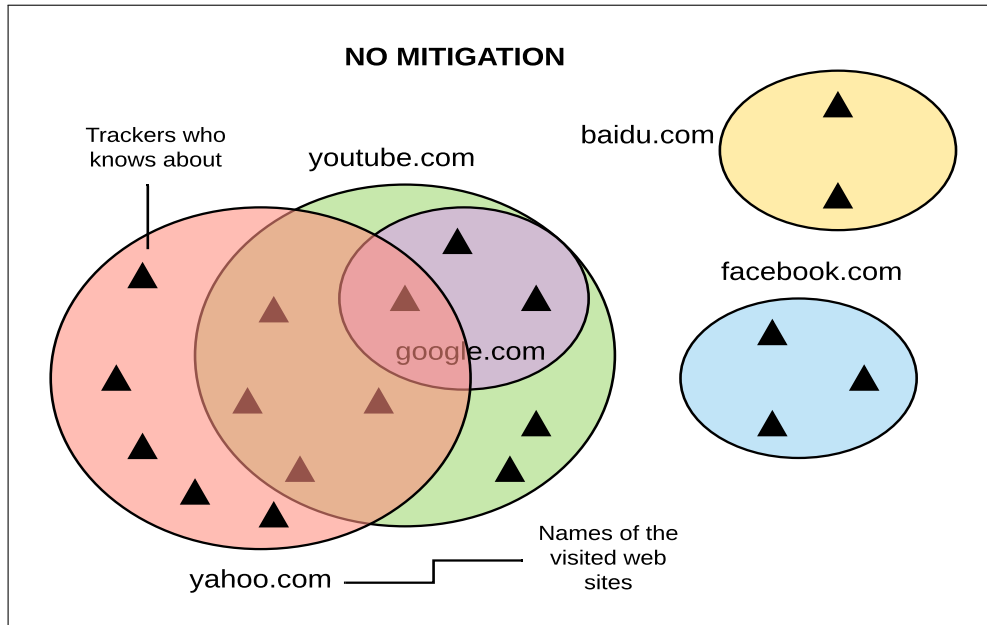 NO MITIGATION
Trackers who
knows about
youtube.com
baidu.com
facebook.com
google.com
yahoo.com
Names of the
visited web
sites